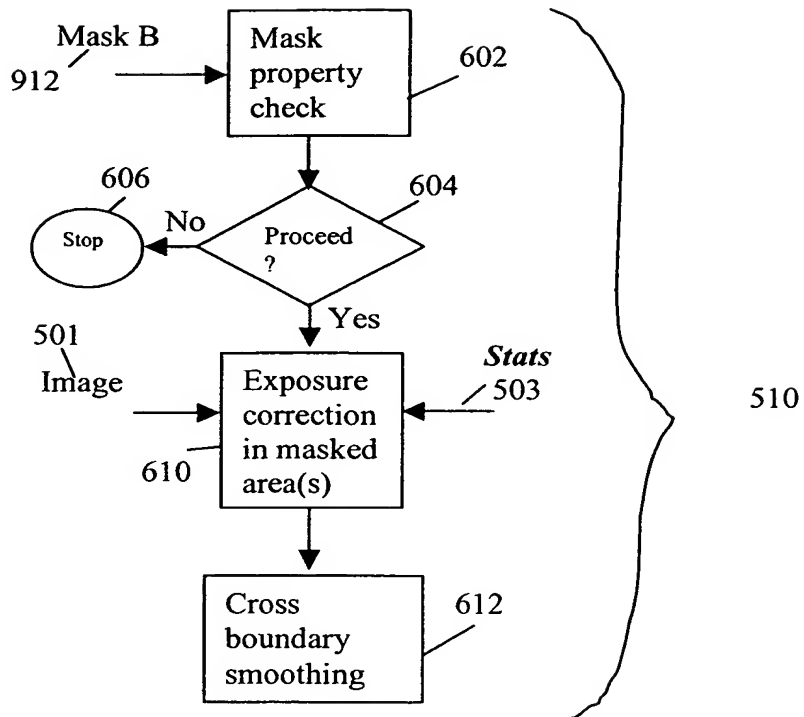 Mask B
912
Mask
property
check
602
606
604
No
Stop
Proceed
?
Yes
501
Image
Stats
503
Exposure
correction
in masked
area(s)
610
510
Cross
boundary
smoothing
612